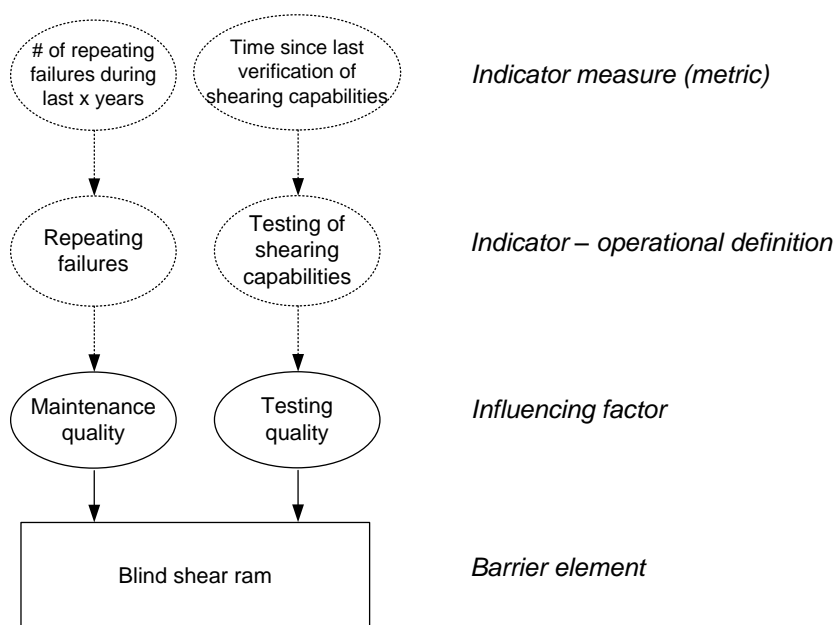 # of repeating
failures during
last x years
Time since last
verification of
shearing capabilities
Indicator measure (metric)
Repeating
failures
Testing of
shearing
capabilities
Indicator – operational definition
Maintenance
quality
Testing
quality
Influencing factor
Blind shear ram
Barrier element